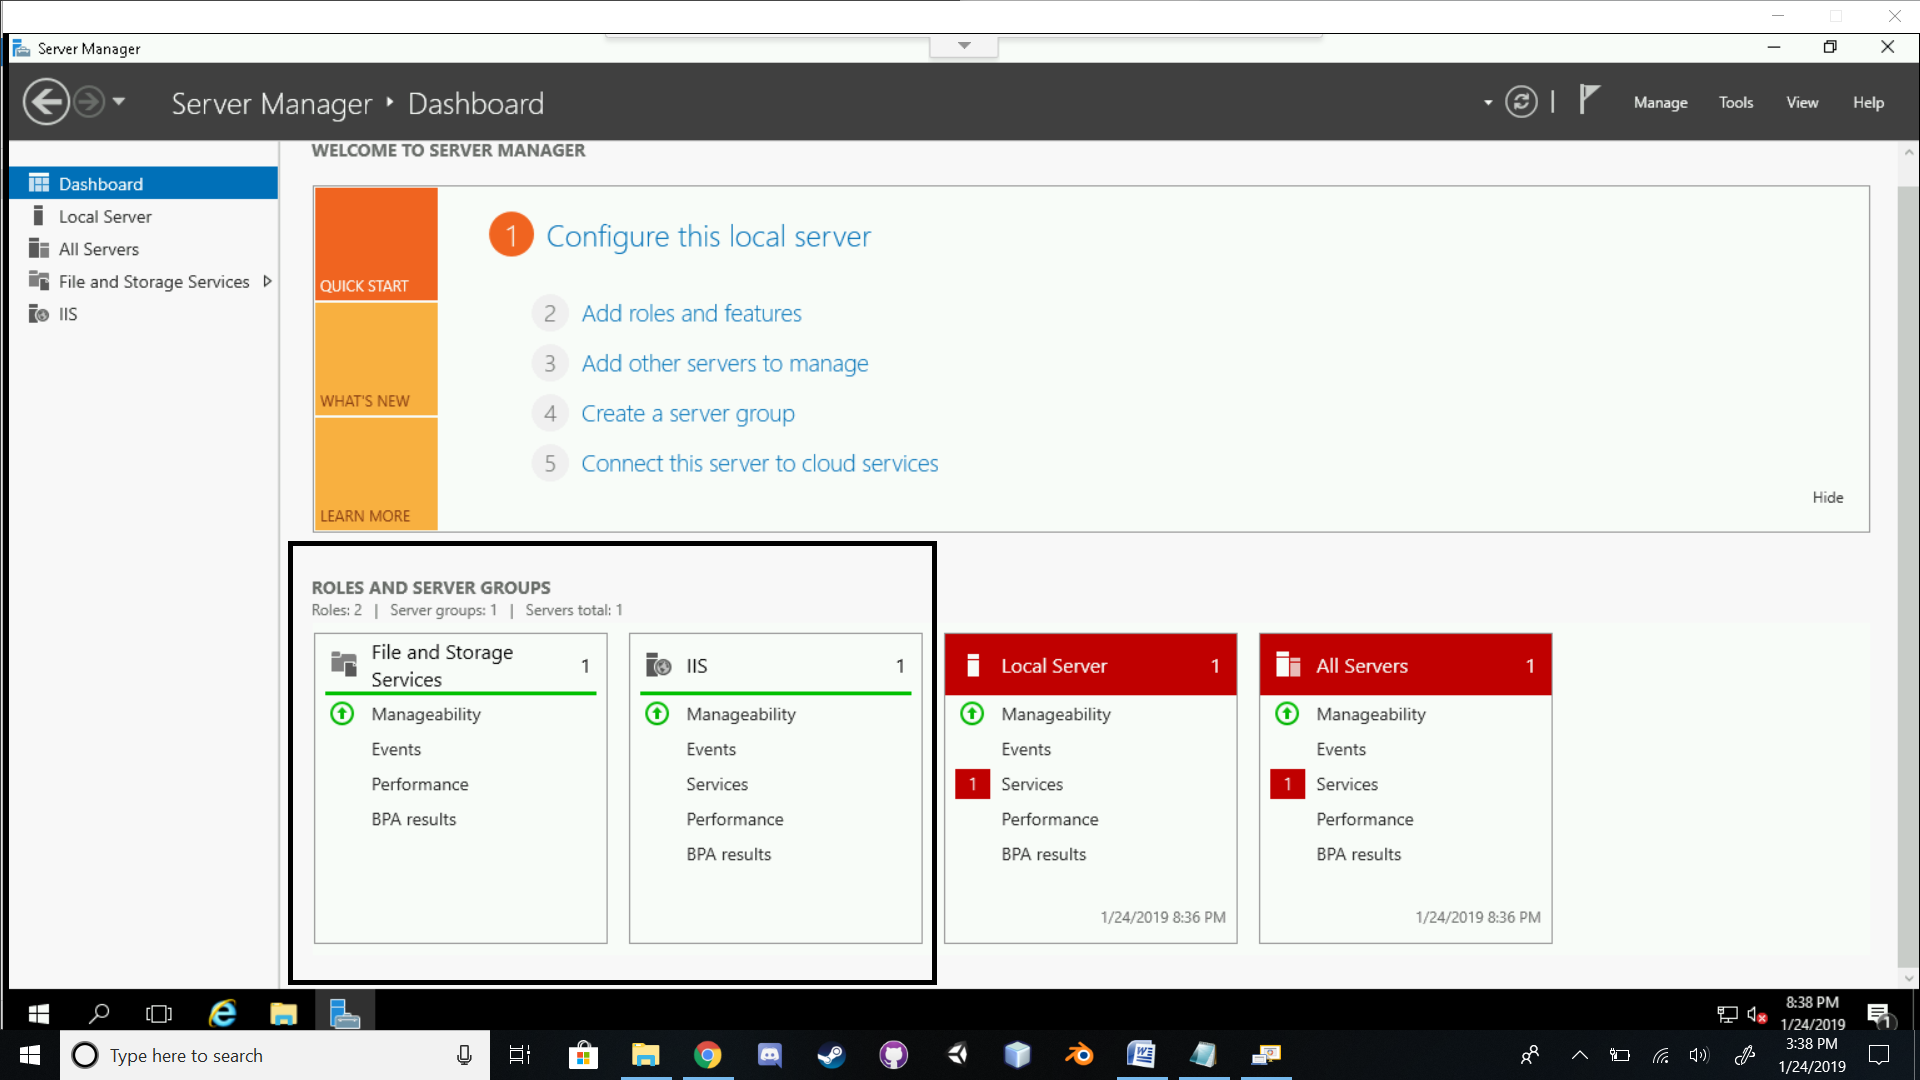 Server Manager
Server Manager Dashboard
Manage Tools View Help
Dashboard
Local Server
All Servers
File and Storage Services
IIS
WELCOME TO SERVER MANAGER
QUICK START
WHAT'S NEW
LEARN MORE
1 Configure this local server
2 Add roles and features
3 Add other servers to manage
4 Create a server group
5 Connect this server to cloud services
Hide
ROLES AND SERVER GROUPS
Roles: 2 | Server groups: 1 | Servers total: 1
File and Storage
Services 1
Manageability
Events
Performance
BPA results
IIS 1
Manageability
Events
Services
Performance
BPA results
Local Server 1
Manageability
Events
1 Services
Performance
BPA results
1/24/2019 8:36 PM
All Servers 1
Manageability
Events
1 Services
Performance
BPA results
1/24/2019 8:36 PM
8:38 PM
1/24/2019
1
Type here to search
3:38 PM
1/24/2019